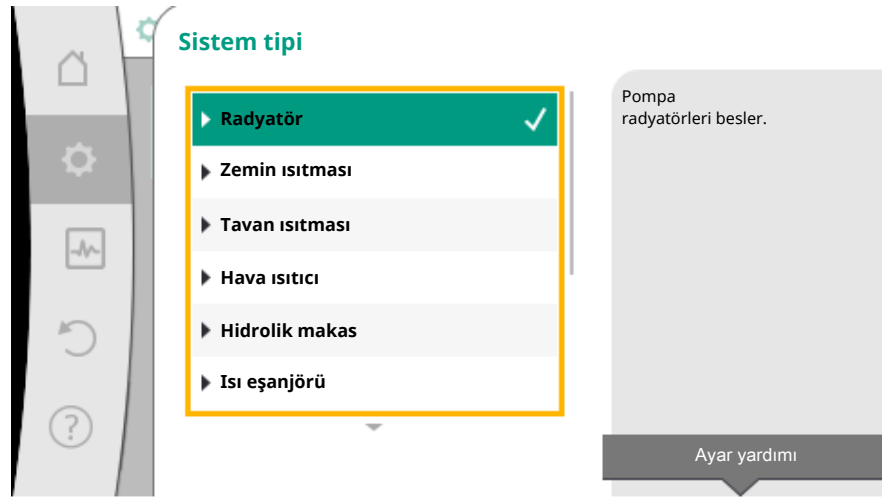 Sistem tipi
Radyatör
Zemin ısıtması
Tavan ısıtması
Hava ısıtıcı
Hidrolik makas
Isı eşanjörü
Pompa
radyatörleri besler.
Ayar yardımı
?